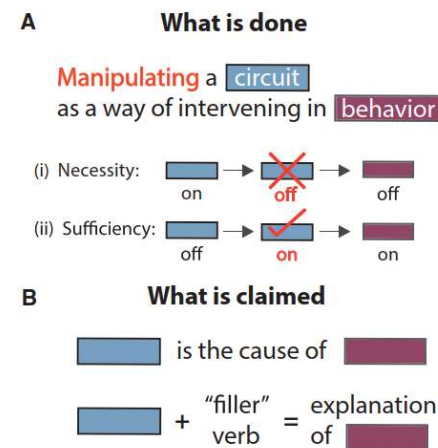 A What is done
Manipulating a circuit
as a way of intervening in behavior
(i) Necessity:
on off off
(ii) Sufficiency:
off on on
B What is claimed
is the cause of
"filler" explanation
+ verb = of